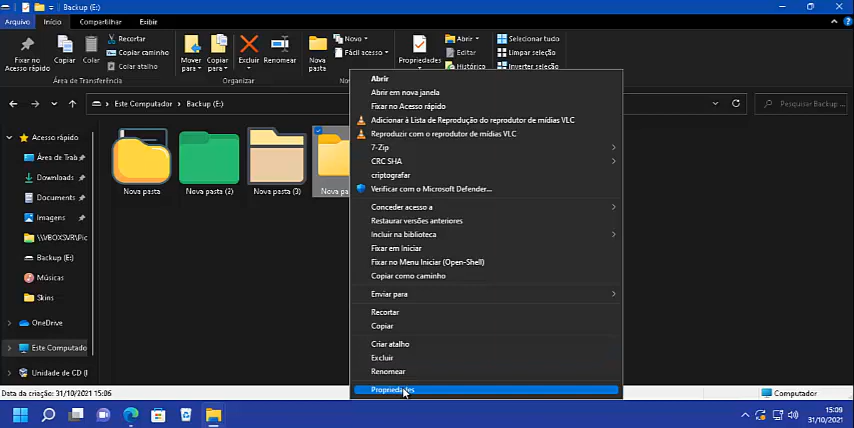 Backup (E:)
Arquivo Início Compartilhar Exibir
Fixar no Acesso rápido
Copiar
Colar
Recortar
Copiar caminho
Colar atalho
Mover para
Copiar para
Excluir
Renomear
Nova pasta
Novo
Fácil acesso
Propriedades
Abrir
Editar
Histórico
Selecionar tudo
Limpar seleção
Inverter seleção
Área de Transferência
Organizar
Este Computador > Backup (E:)
Pesquisar Backup ...
Acesso rápido
Área de Trab
Downloads
Documents
Imagens
\\VBOXSVR\Pic
Backup (E:)
Músicas
Skins
OneDrive
Este Computado
Unidade de CD (
Nova pasta
Nova pasta (2)
Nova pasta (3)
Nova pa
Abrir
Abrir em nova janela
Fixar no Acesso rápido
Adicionar à Lista de Reprodução do reprodutor de mídias VLC
Reproduzir com o reprodutor de mídias VLC
7-Zip
CRC SHA
criptografar
Verificar com o Microsoft Defender...
Conceder acesso a
Restaurar versões anteriores
Incluir na biblioteca
Fixar em Iniciar
Fixar no Menu Iniciar (Open-Shell)
Copiar como caminho
Enviar para
Recortar
Copiar
Criar atalho
Excluir
Renomear
Propriedades
Data da criação: 31/10/2021 15:06
Computador
15:09
31/10/2021